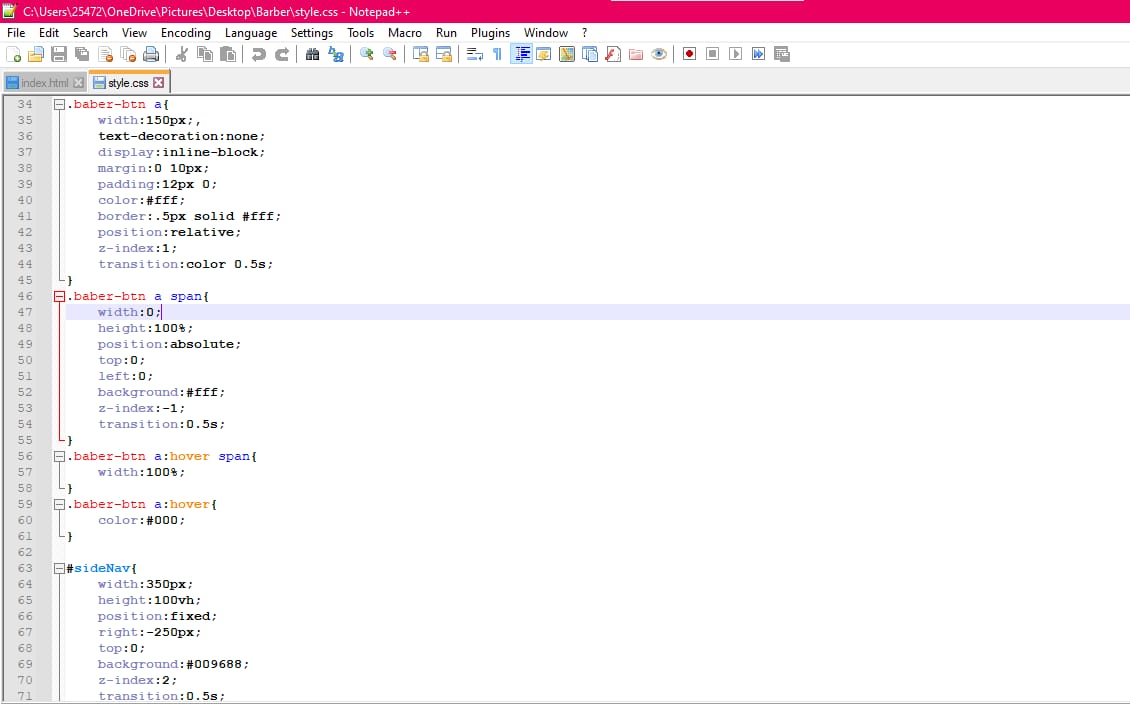 C:\Users\25472\OneDrive\Pictures\Desktop\Barber\style.css - Notepad++
File Edit Search View Encoding Language Settings Tools Macro Run Plugins Window ?
index.html style.css
34 .baber-btn a{
35 width:150px;,
36 text-decoration:none;
37 display:inline-block;
38 margin:0 10px;
39 padding:12px 0;
40 color:#fff;
41 border:.5px solid #fff;
42 position:relative;
43 z-index:1;
44 transition:color 0.5s;
45 }
46 .baber-btn a span{
47 width:0;
48 height:100%;
49 position:absolute;
50 top:0;
51 left:0;
52 background:#fff;
53 z-index:-1;
54 transition:0.5s;
55 }
56 .baber-btn a:hover span{
57 width:100%;
58 }
59 .baber-btn a:hover{
60 color:#000;
61 }
62
63 #sideNav{
64 width:350px;
65 height:100vh;
66 position:fixed;
67 right:-250px;
68 top:0;
69 background:#009688;
70 z-index:2;
71 transition:0.5s;